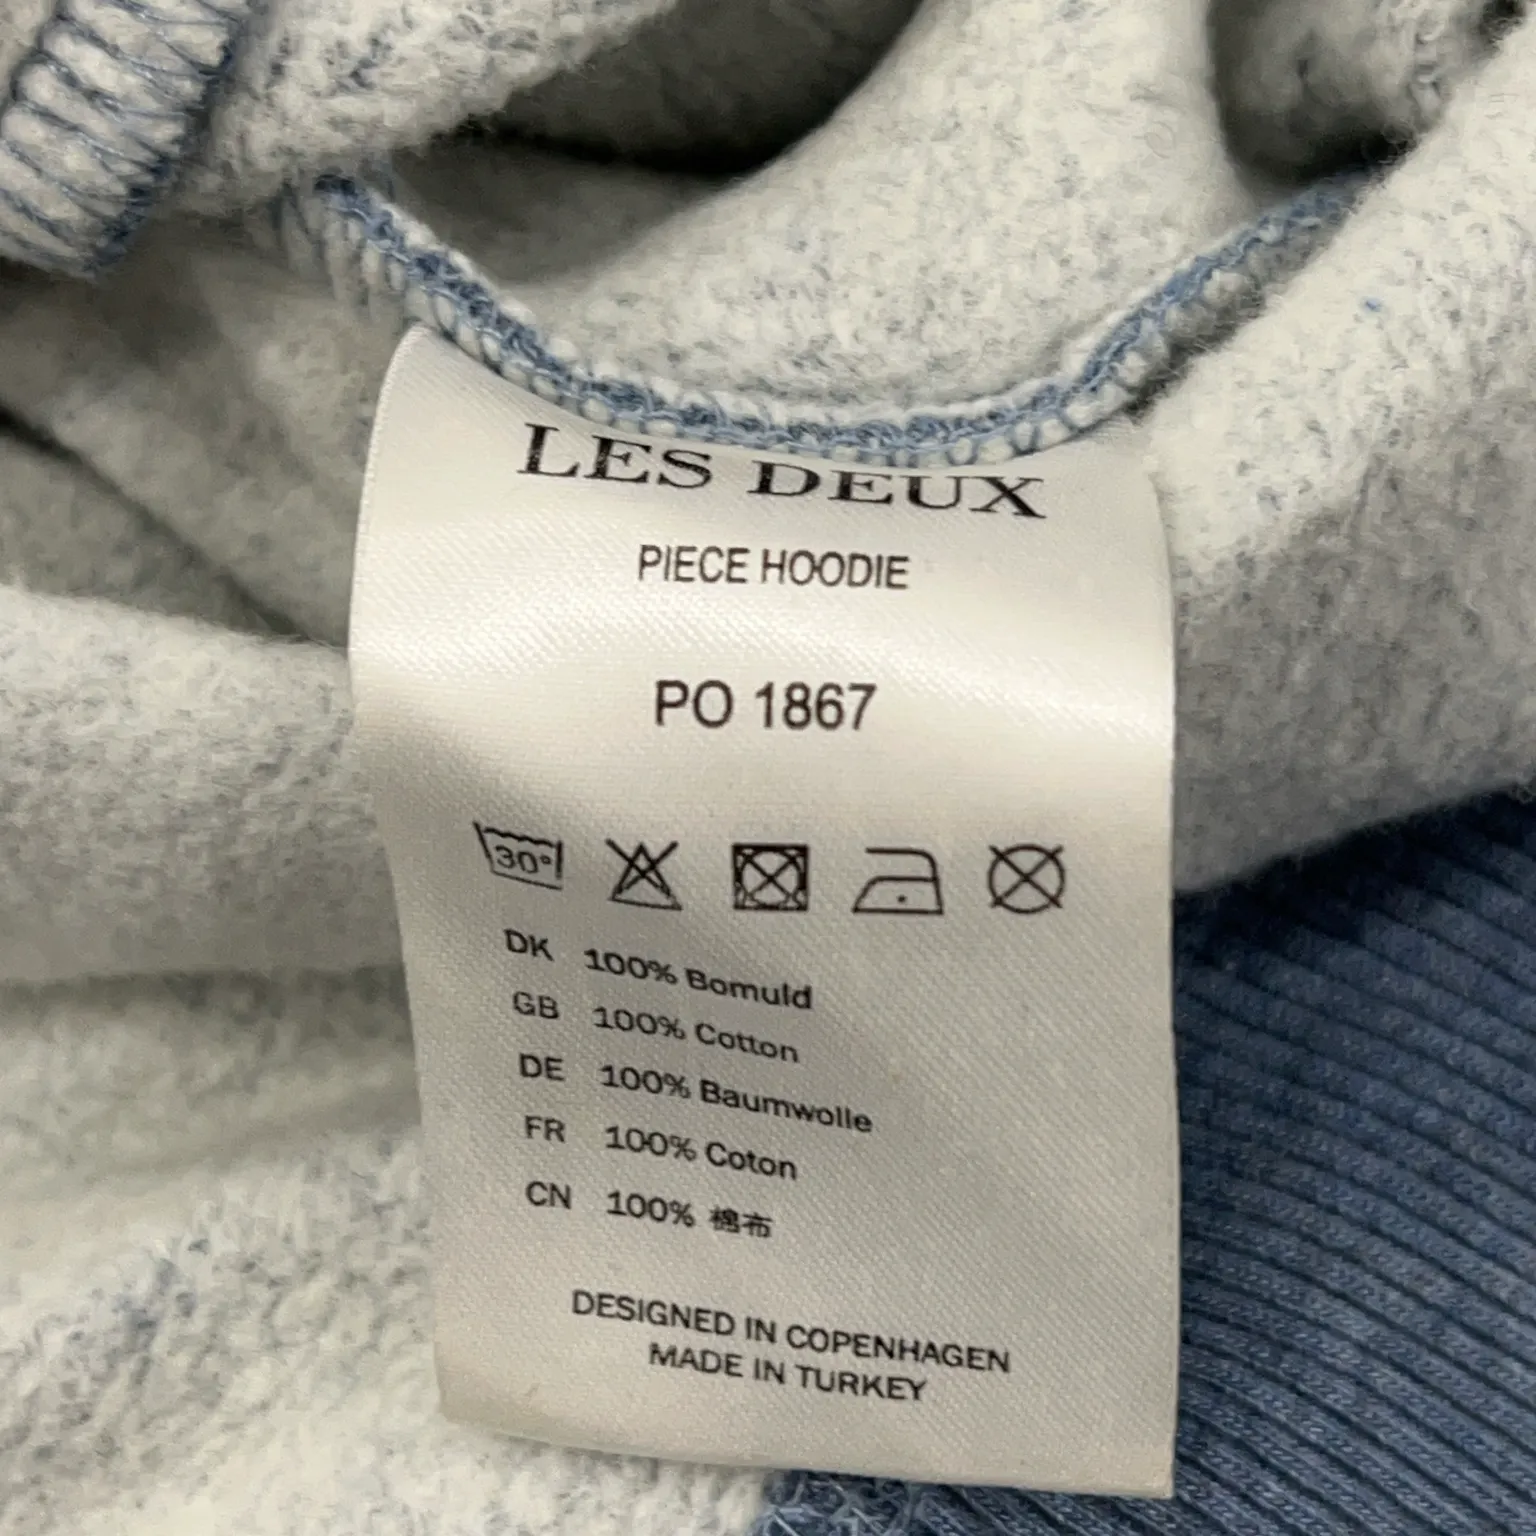 LES DEUX
PIECE HOODIE
PO 1867
30°
DK 100% Bomuld
GB 100% Cotton
DE 100% Baumwolle
FR 100% Coton
CN 100% 棉布
DESIGNED IN COPENHAGEN
MADE IN TURKEY